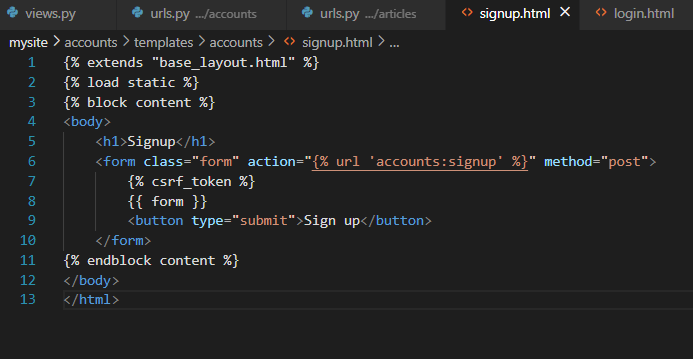 views.py urls.py .../accounts urls.py .../articles signup.html login.html
mysite > accounts > templates > accounts > signup.html > ...
1 {% extends "base_layout.html" %}
2 {% load static %}
3 {% block content %}
4 <body>
5 <h1>Signup</h1>
6 <form class="form" action="{% url 'accounts:signup' %}" method="post">
7 {% csrf_token %}
8 {{ form }}
9 <button type="submit">Sign up</button>
10 </form>
11 {% endblock content %}
12 </body>
13 </html>